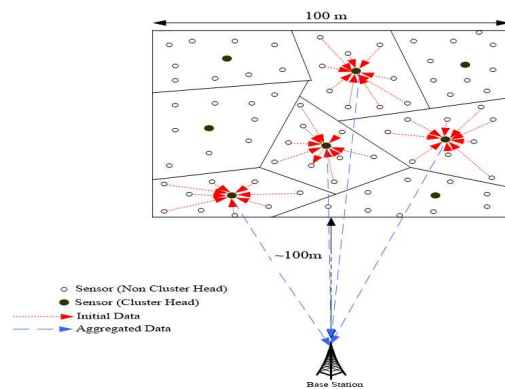 100 m
~100m
Sensor (Non Cluster Head)
Sensor (Cluster Head)
Initial Data
Aggregated Data
Base Station